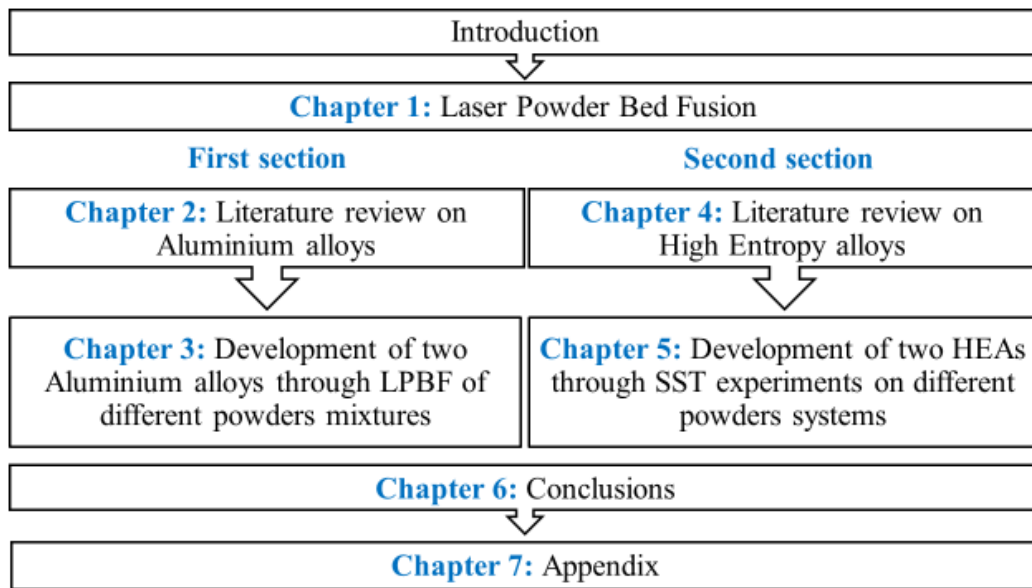 Introduction
Chapter 1: Laser Powder Bed Fusion
First section
Second section
Chapter 2: Literature review on
Aluminium alloys
Chapter 4: Literature review on
High Entropy alloys
Chapter 3: Development of two
Aluminium alloys through LPBF of
different powders mixtures
Chapter 5: Development of two HEAs
through SST experiments on different
powders systems
Chapter 6: Conclusions
Chapter 7: Appendix